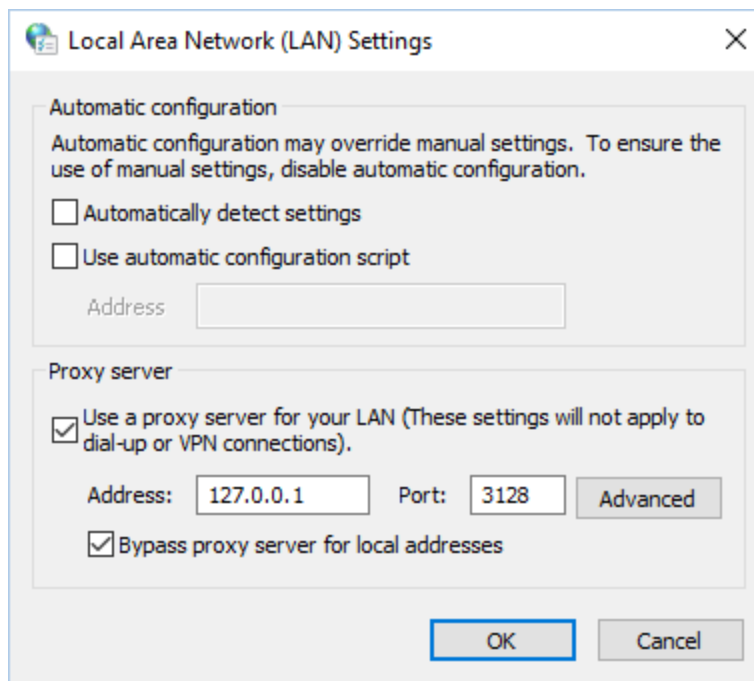 Local Area Network (LAN) Settings
Automatic configuration
Automatic configuration may override manual settings.  To ensure the
use of manual settings, disable automatic configuration.
Automatically detect settings
Use automatic configuration script
Address
Proxy server
Use a proxy server for your LAN (These settings will not apply to
dial-up or VPN connections).
Address: 127.0.0.1 Port: 3128 Advanced
Bypass proxy server for local addresses
OK Cancel